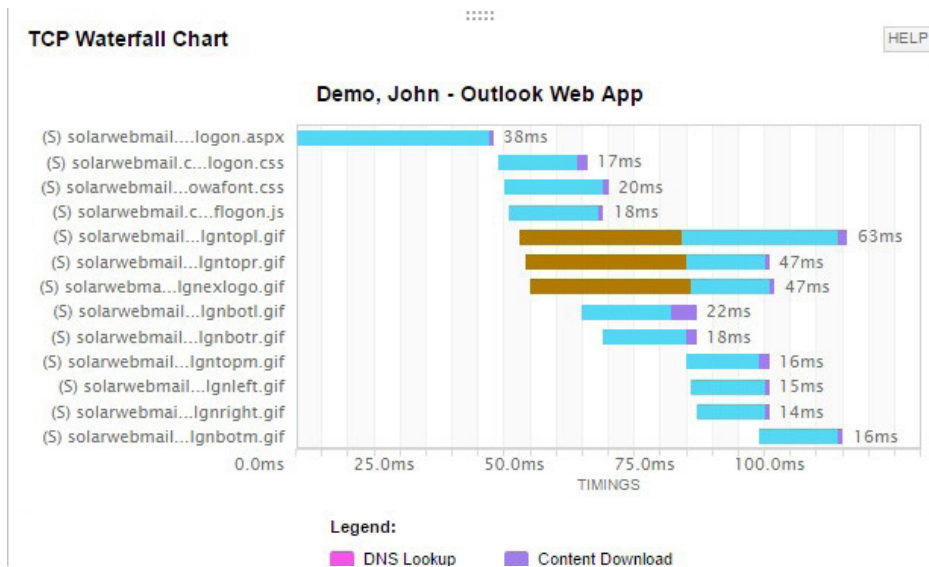 TCP Waterfall Chart
HELP
Demo, John - Outlook Web App
(S) solarwebmail....logon.aspx 38ms
(S) solarwebmail.c...logon.css 17ms
(S) solarwebmail...owafont.css 20ms
(S) solarwebmail.c...flogon.js 18ms
(S) solarwebmail...lgntopl.gif 63ms
(S) solarwebmail...lgntopr.gif 47ms
(S) solarwebma...lgnexlogo.gif 47ms
(S) solarwebmail...lgnbotl.gif 22ms
(S) solarwebmail...lgnbotr.gif 18ms
(S) solarwebmail...lgntopm.gif 16ms
(S) solarwebmail...lgnleft.gif 15ms
(S) solarwebmai...lgnright.gif 14ms
(S) solarwebmail...lgnbotm.gif 16ms
0.0ms 25.0ms 50.0ms 75.0ms 100.0ms
TIMINGS
Legend:
DNS Lookup Content Download